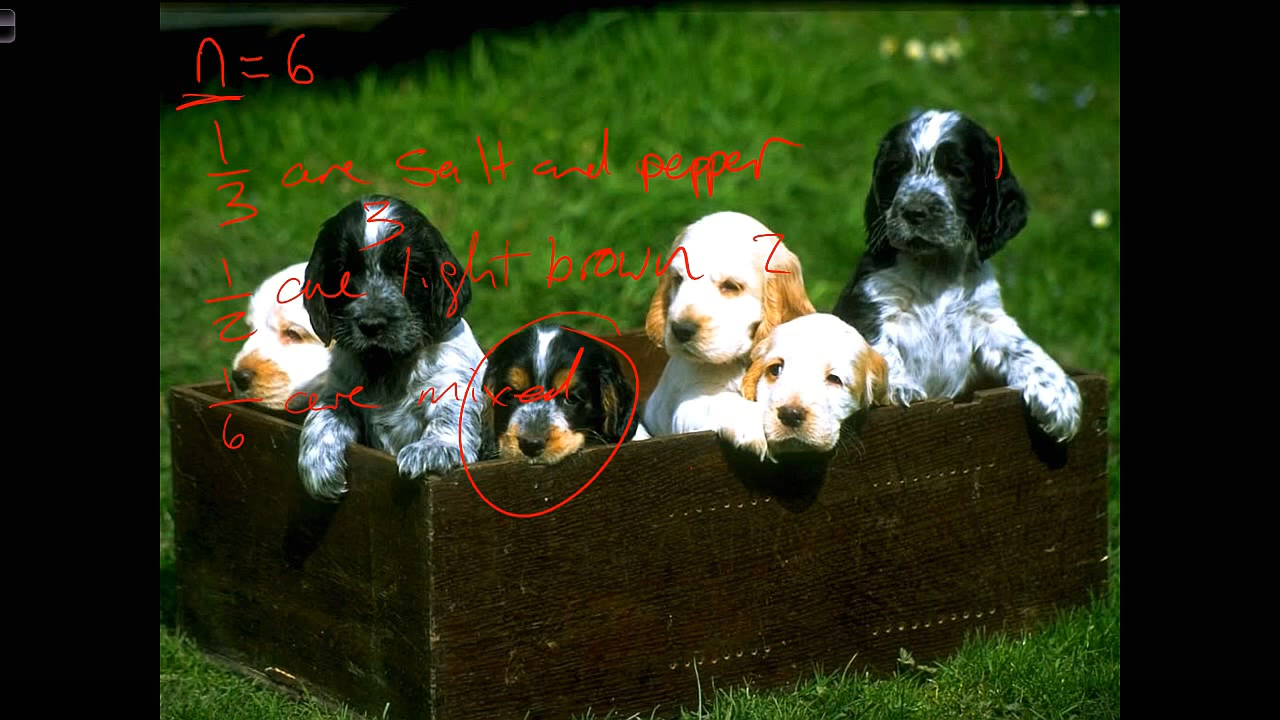 n = 6
1/3 are salt and pepper
1/2 are light brown
1/6 are mixed
1
2
3